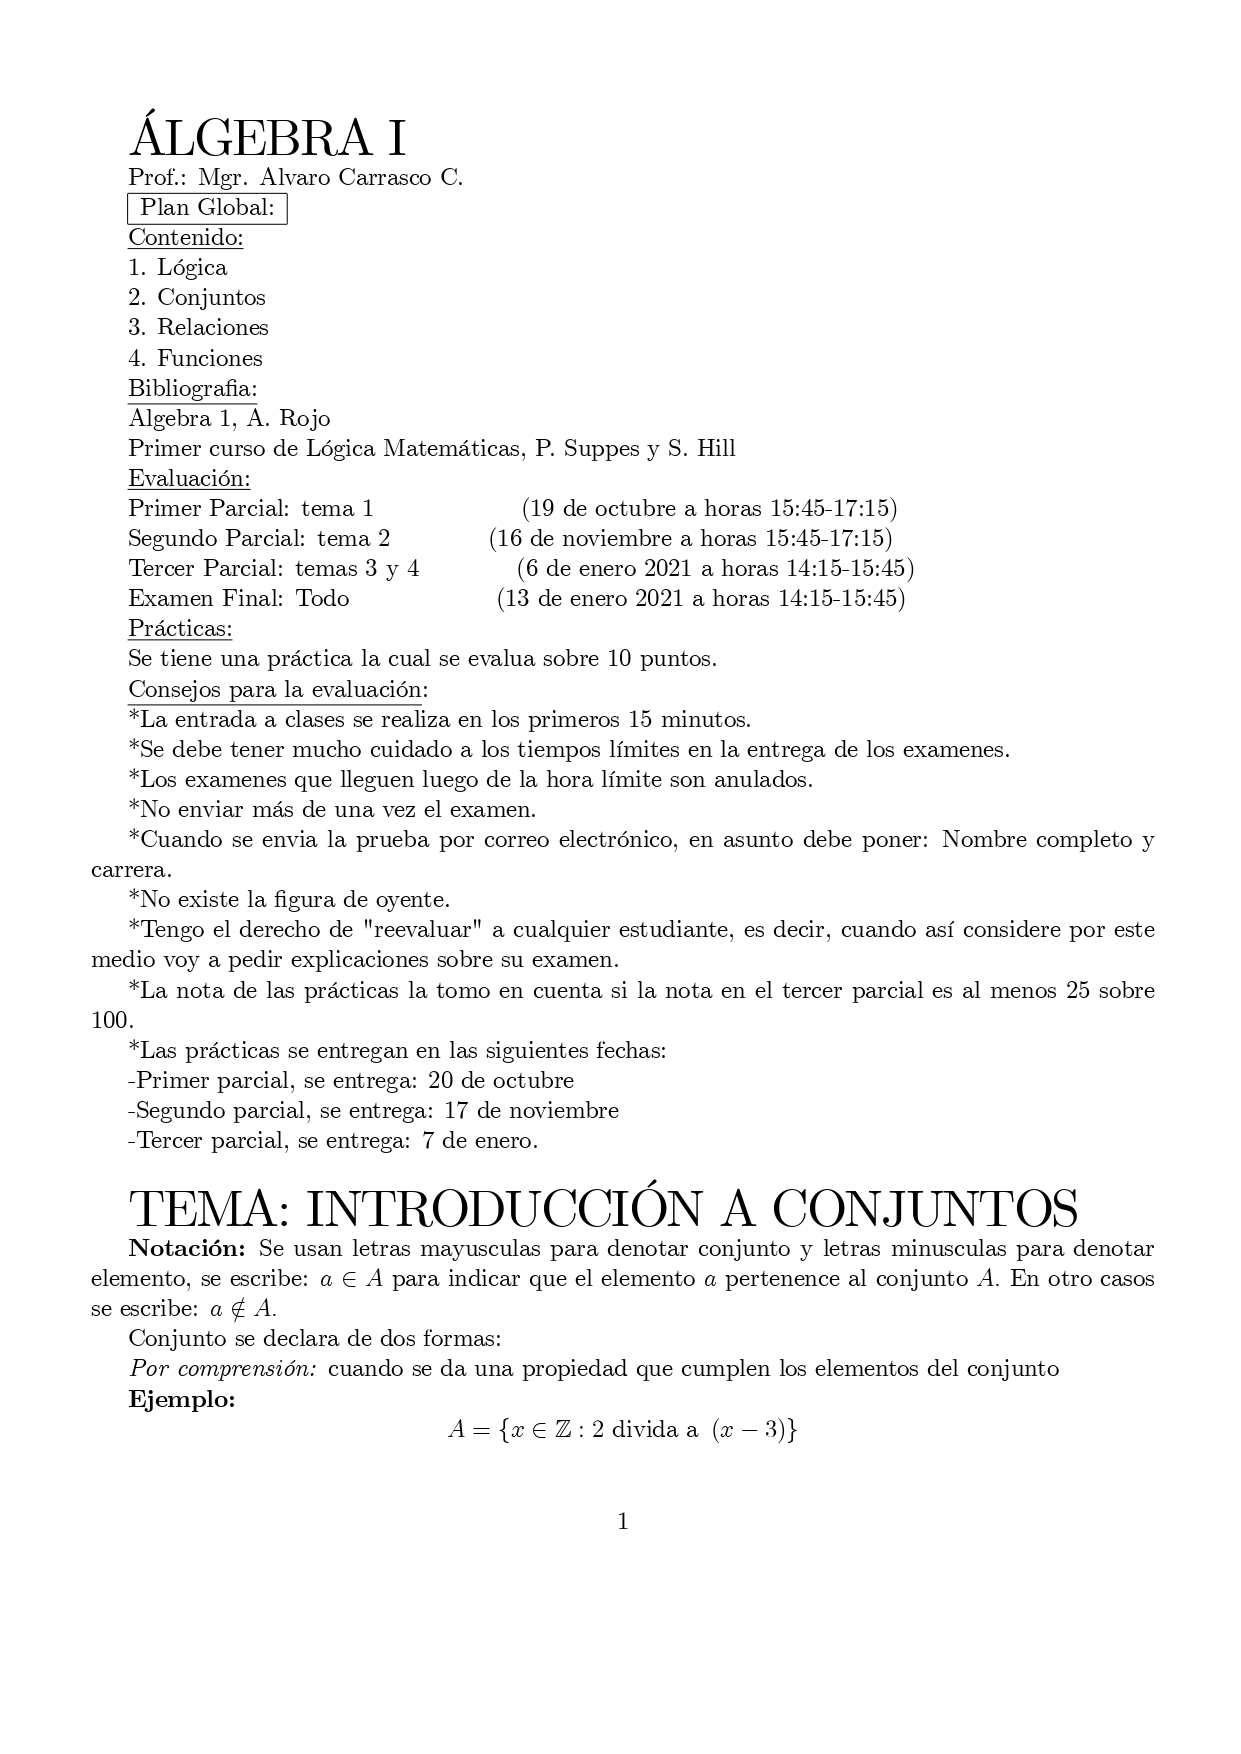 ÁLGEBRA I
Prof.: Mgr. Alvaro Carrasco C.
Plan Global:
Contenido:
1. Lógica
2. Conjuntos
3. Relaciones
4. Funciones
Bibliografia:
Algebra 1, A. Rojo
Primer curso de Lógica Matemáticas, P. Suppes y S. Hill
Evaluación:
Primer Parcial: tema 1 (19 de octubre a horas 15:45-17:15)
Segundo Parcial: tema 2 (16 de noviembre a horas 15:45-17:15)
Tercer Parcial: temas 3 y 4 (6 de enero 2021 a horas 14:15-15:45)
Examen Final: Todo (13 de enero 2021 a horas 14:15-15:45)
Prácticas:
Se tiene una práctica la cual se evalua sobre 10 puntos.
Consejos para la evaluación:
*La entrada a clases se realiza en los primeros 15 minutos.
*Se debe tener mucho cuidado a los tiempos límites en la entrega de los examenes.
*Los examenes que lleguen luego de la hora límite son anulados.
*No enviar más de una vez el examen.
*Cuando se envia la prueba por correo electrónico, en asunto debe poner: Nombre completo y
carrera.
*No existe la figura de oyente.
*Tengo el derecho de "reevaluar" a cualquier estudiante, es decir, cuando así considere por este
medio voy a pedir explicaciones sobre su examen.
*La nota de las prácticas la tomo en cuenta si la nota en el tercer parcial es al menos 25 sobre
100.
*Las prácticas se entregan en las siguientes fechas:
-Primer parcial, se entrega: 20 de octubre
-Segundo parcial, se entrega: 17 de noviembre
-Tercer parcial, se entrega: 7 de enero.
TEMA: INTRODUCCIÓN A CONJUNTOS
Notación: Se usan letras mayusculas para denotar conjunto y letras minusculas para denotar
elemento, se escribe: a ∈ A para indicar que el elemento a pertenence al conjunto A. En otro casos
se escribe: a ∉ A.
Conjunto se declara de dos formas:
Por comprensión: cuando se da una propiedad que cumplen los elementos del conjunto
Ejemplo:
A = {x ∈ ℤ : 2 divida a (x − 3)}
1